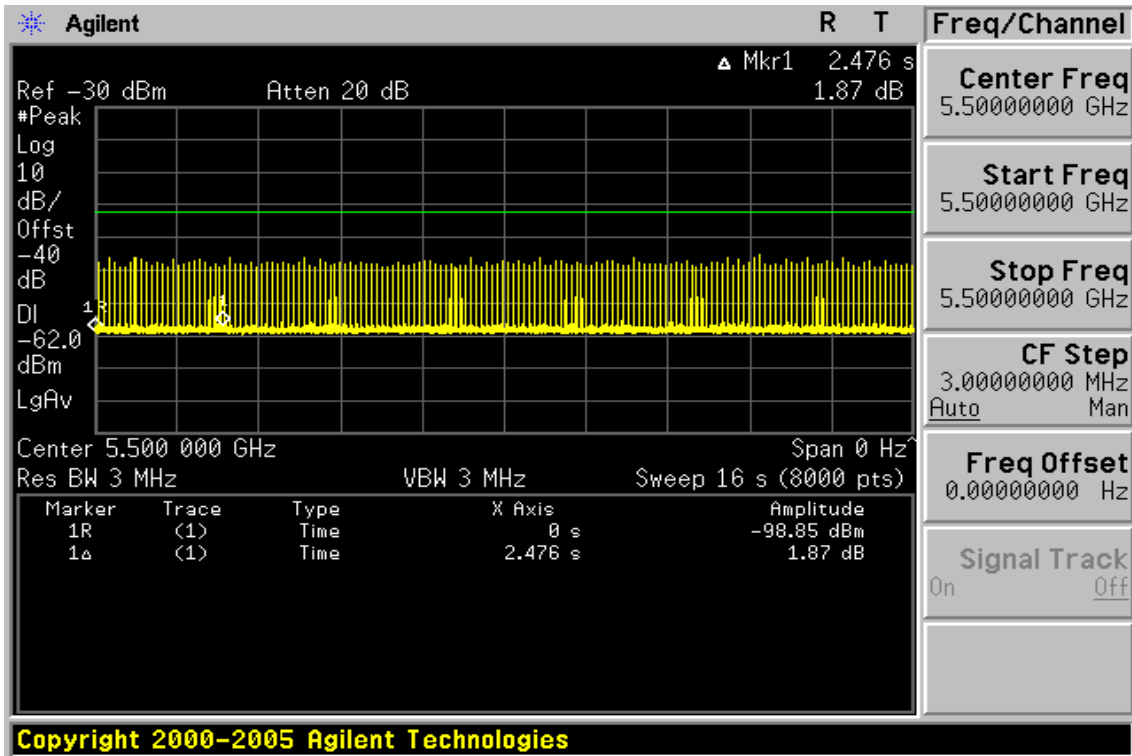 Agilent R T
Δ Mkr1 2.476 s
Ref -30 dBm Atten 20 dB 1.87 dB
#Peak
Log
10
dB/
Offst
-40
dB
DI
-62.0
dBm
LgAv
1R
1
Center 5.500 000 GHz Span 0 Hz^
Res BW 3 MHz VBW 3 MHz Sweep 16 s (8000 pts)
Marker Trace Type X Axis Amplitude
1R (1) Time 0 s -98.85 dBm
1Δ (1) Time 2.476 s 1.87 dB
Freq/Channel
Center Freq
5.50000000 GHz
Start Freq
5.50000000 GHz
Stop Freq
5.50000000 GHz
CF Step
3.00000000 MHz
Auto Man
Freq Offset
0.00000000 Hz
Signal Track
On Off
Copyright 2000-2005 Agilent Technologies